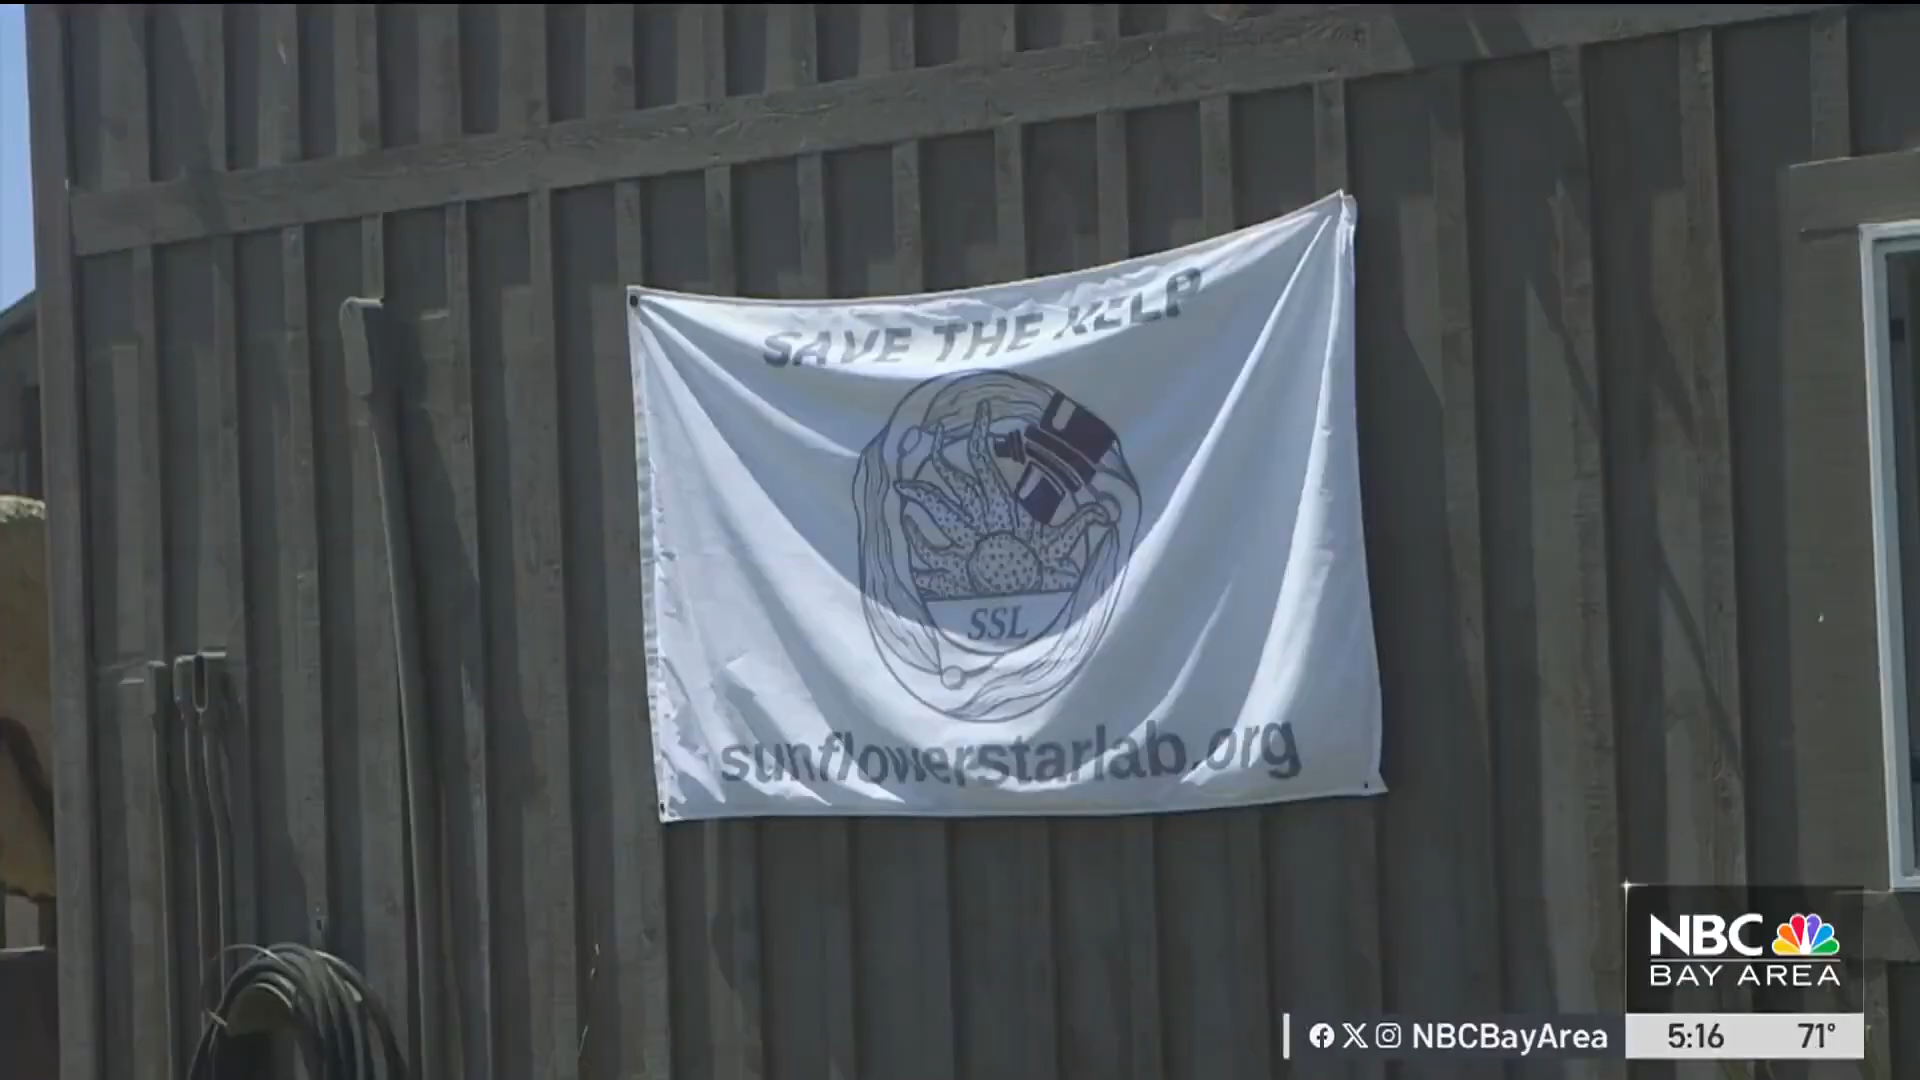 SAVE THE KELP
SSL
sunflowerstarlab.org
NBC
BAY AREA
NBCBayArea
5:16 71°